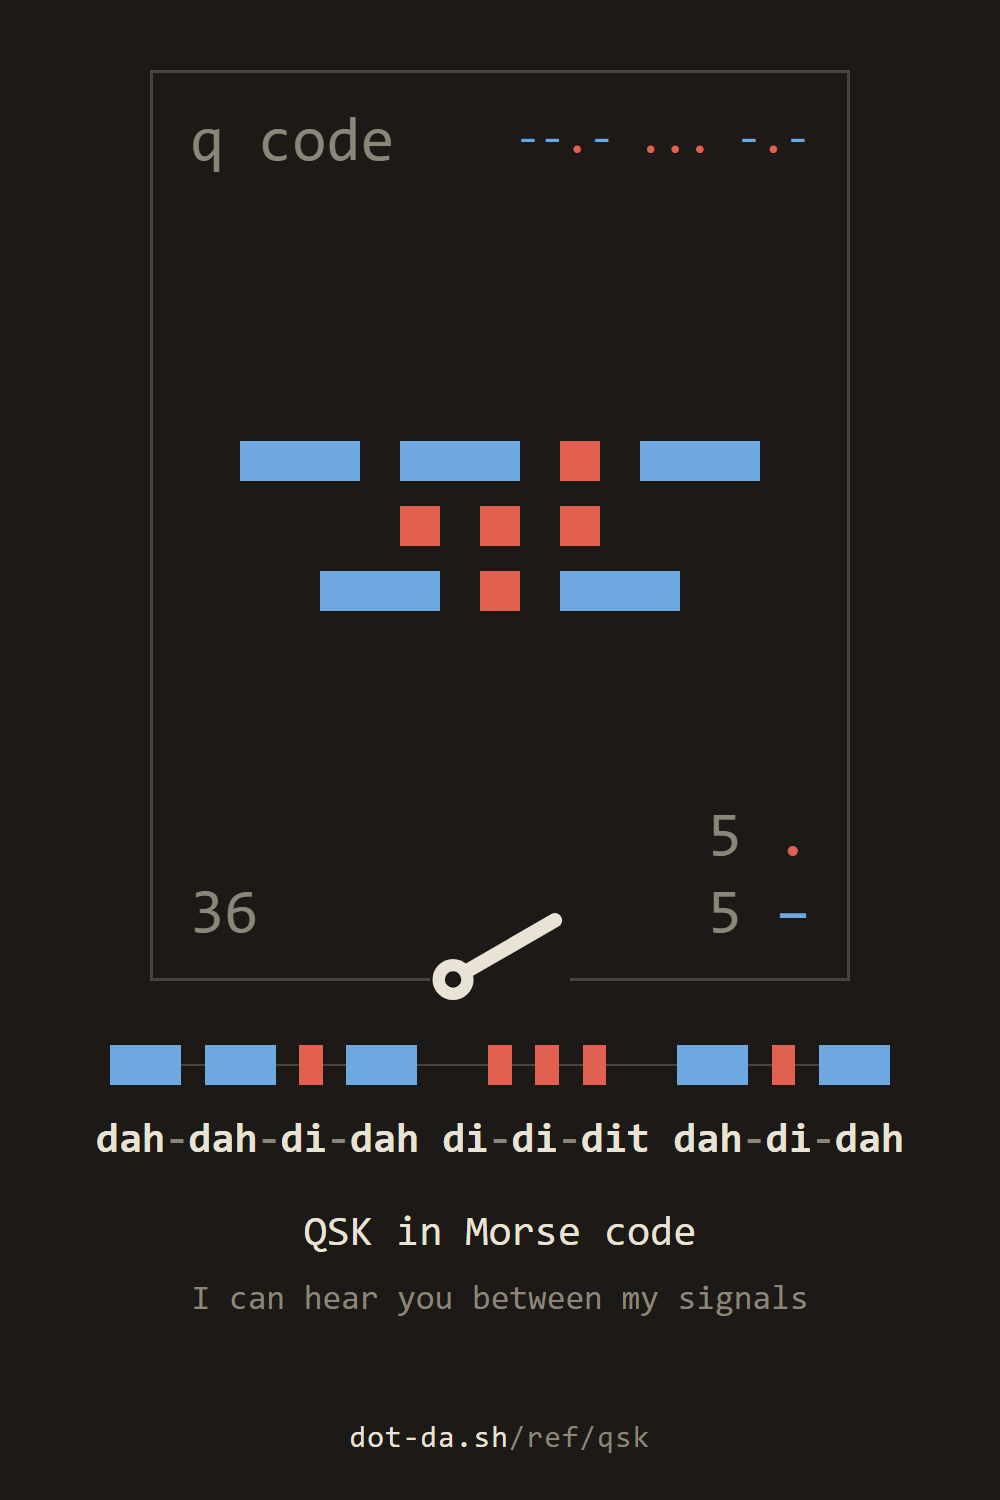 q code --.- ... -.-
5 .
36 5 -
dah-dah-di-dah di-di-dit dah-di-dah
QSK in Morse code
I can hear you between my signals
dot-da.sh/ref/qsk